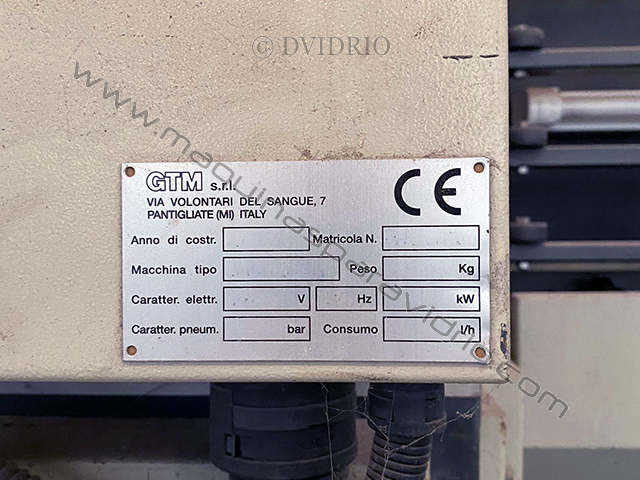 © DVIDRIO
www.maquinasparavidrio.com
GTM s.r.l.
VIA VOLONTARI DEL SANGUE, 7
PANTIGLIATE (MI) ITALY
CE
Anno di costr. Matricola N.
Macchina tipo Peso Kg
Caratter. elettr. V Hz kW
Caratter. pneum. bar Consumo l/h